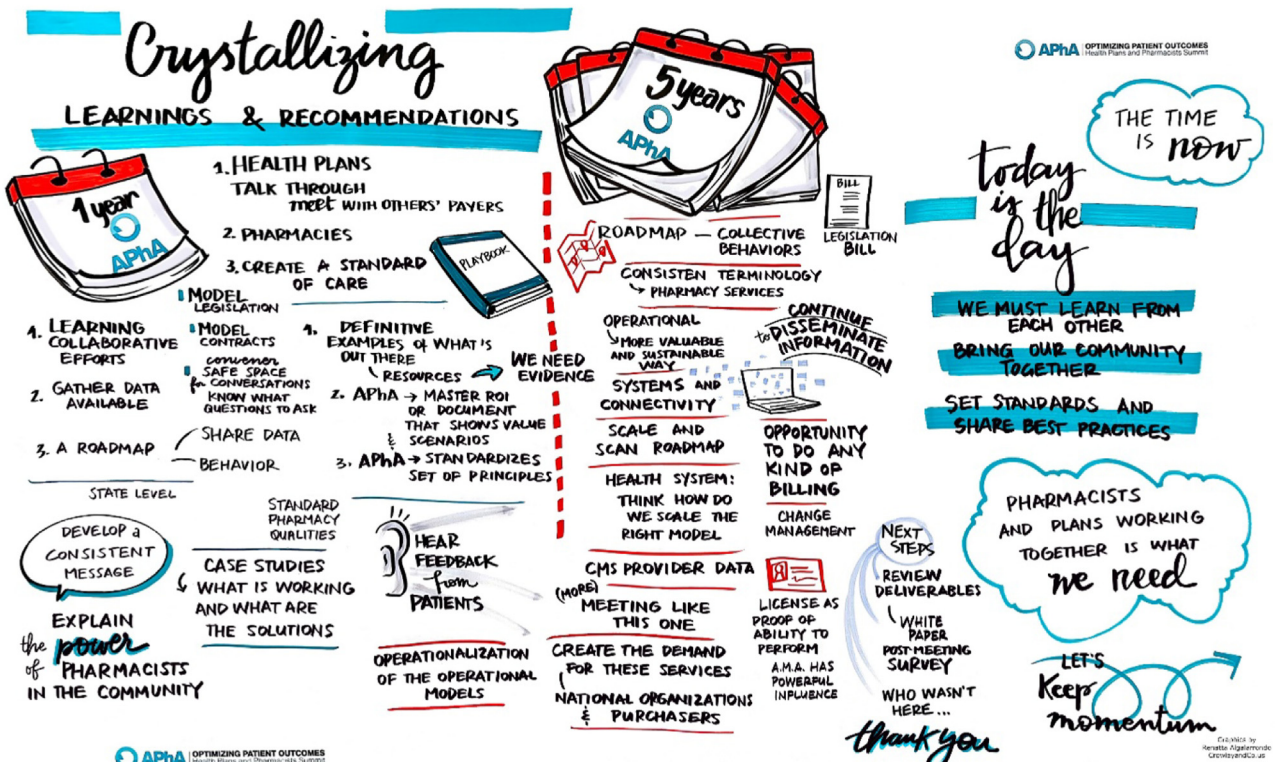 Crystallizing
LEARNINGS & RECOMMENDATIONS
1 year
APhA
1. HEALTH PLANS
TALK THROUGH
meet WITH OTHERS' PAYERS
2. PHARMACIES
3. CREATE A STANDARD
OF CARE
PLAYBOOK
1. LEARNING
COLLABORATIVE
EFFORTS
2. GATHER DATA
AVAILABLE
3. A ROADMAP
SHARE DATA
BEHAVIOR
MODEL
LEGISLATION
MODEL
CONTRACTS
convener
SAFE SPACE
for CONVERSATIONS
KNOW WHAT
QUESTIONS TO ASK
1. DEFINITIVE
EXAMPLES of WHAT'S
OUT THERE
RESOURCES
WE NEED
EVIDENCE
2. APhA → MASTER ROI
OR DOCUMENT
THAT SHOWS VALUE
& SCENARIOS
3. APhA → STANDARDIZES
SET OF PRINCIPLES
STATE LEVEL
DEVELOP a
CONSISTENT
MESSAGE
EXPLAIN
the power
of PHARMACISTS
IN THE COMMUNITY
STANDARD
PHARMACY
QUALITIES
CASE STUDIES
WHAT IS WORKING
AND WHAT ARE
THE SOLUTIONS
HEAR
FEEDBACK
from
PATIENTS
OPERATIONALIZATION
OF THE OPERATIONAL
MODELS
APhA OPTIMIZING PATIENT OUTCOMES
Health Plans and Pharmacists Summit
5 years
APhA
BILL
LEGISLATION
BILL
ROADMAP — COLLECTIVE
BEHAVIORS
CONSISTEN TERMINOLOGY
PHARMACY SERVICES
OPERATIONAL
MORE VALUABLE
AND SUSTAINABLE
WAY
CONTINUE
to DISSEMINATE
INFORMATION
SYSTEMS AND
CONNECTIVITY
SCALE AND
SCAN ROADMAP
HEALTH SYSTEM:
THINK HOW DO
WE SCALE THE
RIGHT MODEL
OPPORTUNITY
TO DO ANY
KIND OF
BILLING
CHANGE
MANAGEMENT
CMS PROVIDER DATA
(MORE)
MEETING LIKE
THIS ONE
CREATE THE DEMAND
FOR THESE SERVICES
NATIONAL ORGANIZATIONS
& PURCHASERS
LICENSE AS
PROOF OF
ABILITY TO
PERFORM
A.M.A. HAS
POWERFUL
INFLUENCE
NEXT
STEPS
REVIEW
DELIVERABLES
WHITE
PAPER
POST-MEETING
SURVEY
WHO WASN'T
HERE...
thank you
APhA OPTIMIZING PATIENT OUTCOMES
Health Plans and Pharmacists Summit
THE TIME
IS now
today
is the
day
WE MUST LEARN FROM
EACH OTHER
BRING OUR COMMUNITY
TOGETHER
SET STANDARDS AND
SHARE BEST PRACTICES
PHARMACISTS
AND PLANS WORKING
TOGETHER IS WHAT
we need
LET'S
Keep
momentum
Graphics by
Renatta Algalarrondo
CrowleyandCo.us